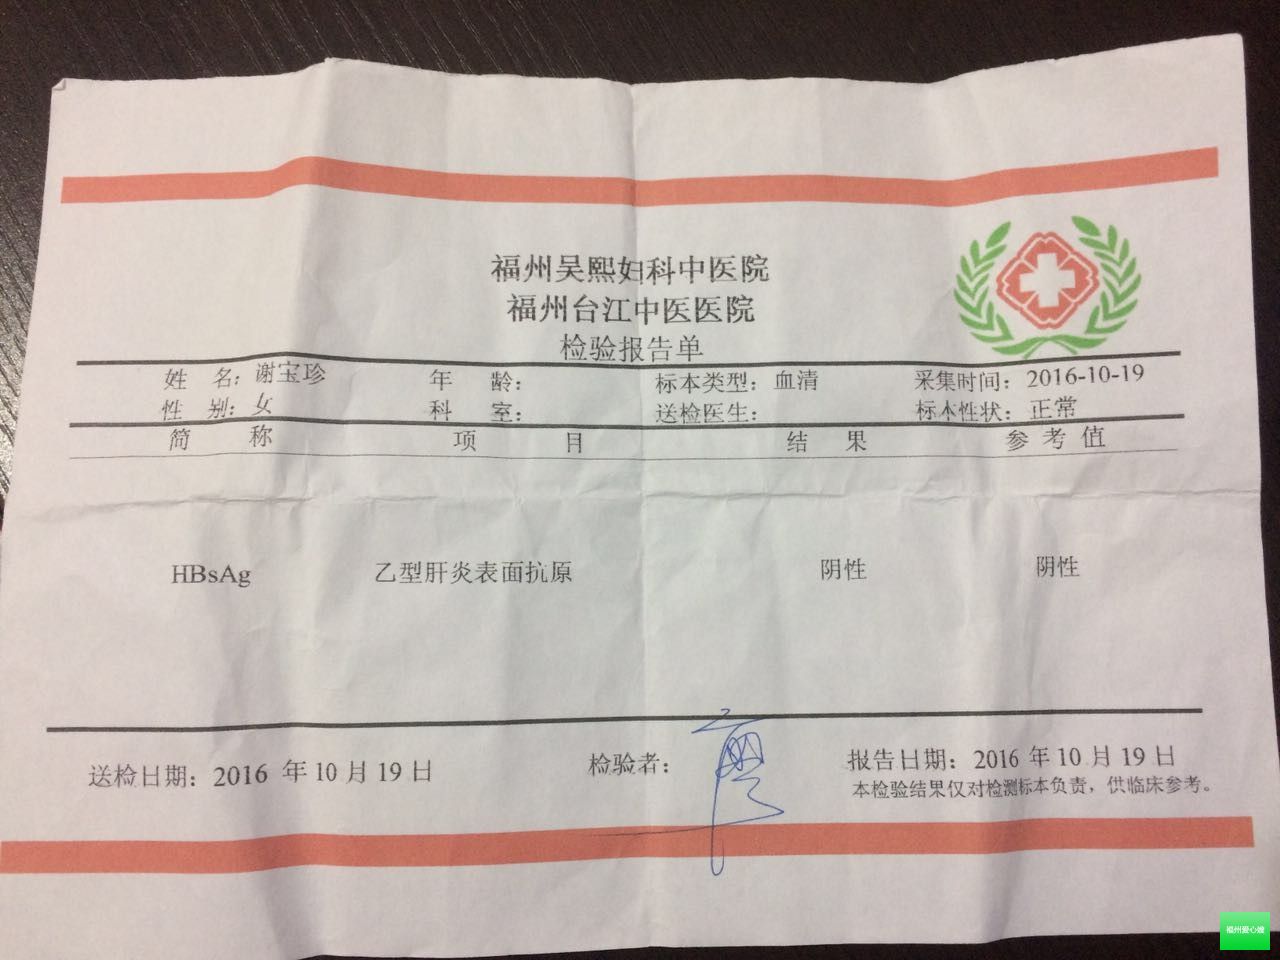 福州吴熙妇科中医院
福州台江中医医院
检验报告单
姓 名：谢宝珍 年 龄： 标本类型：血清 采集时间：2016-10-19
性 别：女 科 室： 送检医生： 标本性状：正常
简 称 项 目 结 果 参 考 值
HBsAg 乙型肝炎表面抗原 阴性 阴性
送检日期：2016 年 10 月 19 日 检验者： 报告日期：2016 年 10 月 19 日
本检验结果仅对检测标本负责，供临床参考。
福州爱心嫂